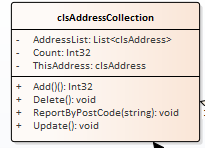 clsAddressCollection
- AddressList: List<clsAddress>
- Count: Int32
- ThisAddress: clsAddress
+ Add()(): Int32
+ Delete(): void
+ ReportByPostCode(string): void
+ Update(): void